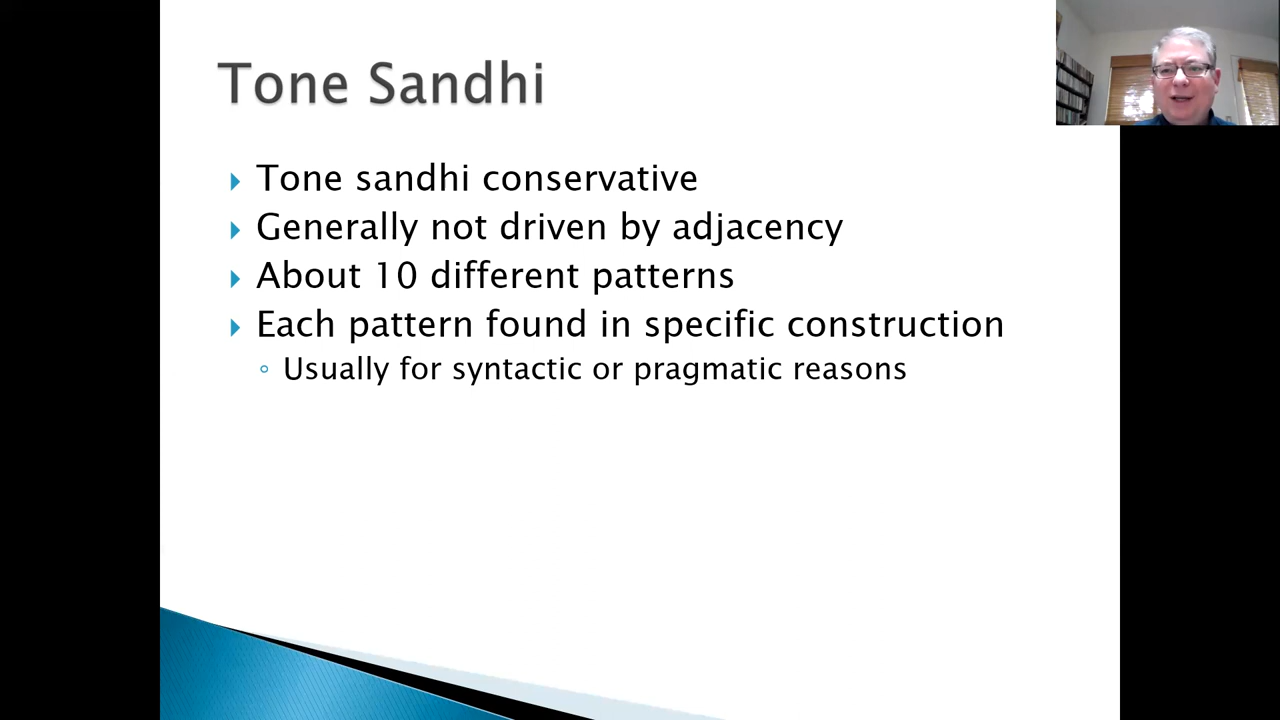 Tone Sandhi
Tone sandhi conservative
Generally not driven by adjacency
About 10 different patterns
Each pattern found in specific construction
Usually for syntactic or pragmatic reasons